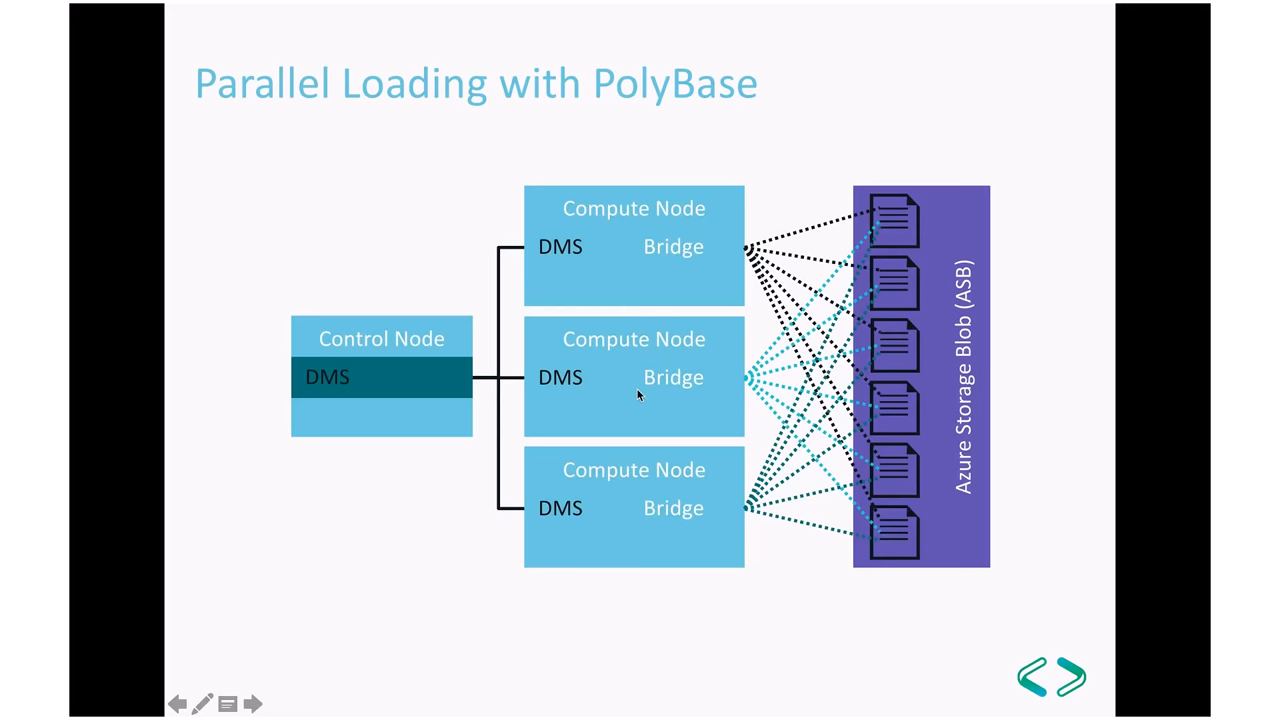 Parallel Loading with PolyBase
Control Node
DMS
Compute Node
DMS Bridge
Compute Node
DMS Bridge
Compute Node
DMS Bridge
Azure Storage Blob (ASB)